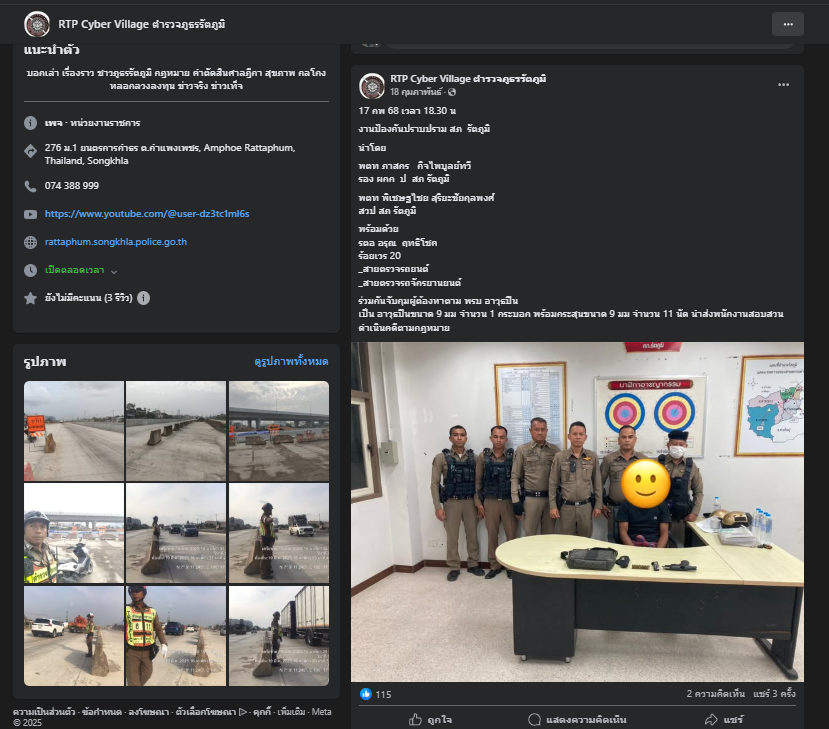 RTP Cyber Village ตำรวจภูธรรัตภูมิ
แนะนำตัว
บอกเล่า เรื่องราว ชาวภูธรรัตภูมิ กฎหมาย คำตัดสินศาลฎีกา สุขภาพ กลโกง
หลอกลวงลงทุน ข่าวจริง ข่าวเท็จ
เพจ · หน่วยงานราชการ
276 ม.1 ยนตรการกำธร ต.กำแพงเพชร, Amphoe Rattaphum,
Thailand, Songkhla
074 388 999
https://www.youtube.com/@user-dz3tc1ml6s
rattaphum.songkhla.police.go.th
เปิดตลอดเวลา
ยังไม่มีคะแนน (3 รีวิว)
รูปภาพ
ดูรูปภาพทั้งหมด
ความเป็นส่วนตัว · ข้อกำหนด · ลงโฆษณา · ตัวเลือกโฆษณา · คุกกี้ · เพิ่มเติม · Meta
© 2025
RTP Cyber Village ตำรวจภูธรรัตภูมิ
18 กุมภาพันธ์ ·
17 กพ 68 เวลา 18.30 น
งานป้องกันปราบปราม สภ รัตภูมิ
นำโดย
พตท ภาสกร กิจไพบูลย์ทวี
รอง ผกก ป สภ รัตภูมิ
พตท พิเชษฐไชย สุริยะชัยกุลพงศ์
สวป สภ รัตภูมิ
พร้อมด้วย
รตอ อรุณ ฤทธิโชค
ร้อยเวร 20
_สายตรวจรถยนต์
_สายตรวจรถจักรยานยนต์
ร่วมกันจับคุมผู้ต้องหาตาม พรบ อาวุธปืน
เป็น อาวุธปืนขนาด 9 มม จำนวน 1 กระบอก พร้อมกระสุนขนาด 9 มม จำนวน 11 นัด นำส่งพนักงานสอบสวน
ดำเนินคดีตามกฎหมาย
นาฬิกาอาชญากรรม
115
2 ความคิดเห็น แชร์ 3 ครั้ง
ถูกใจ
แสดงความคิดเห็น
แชร์